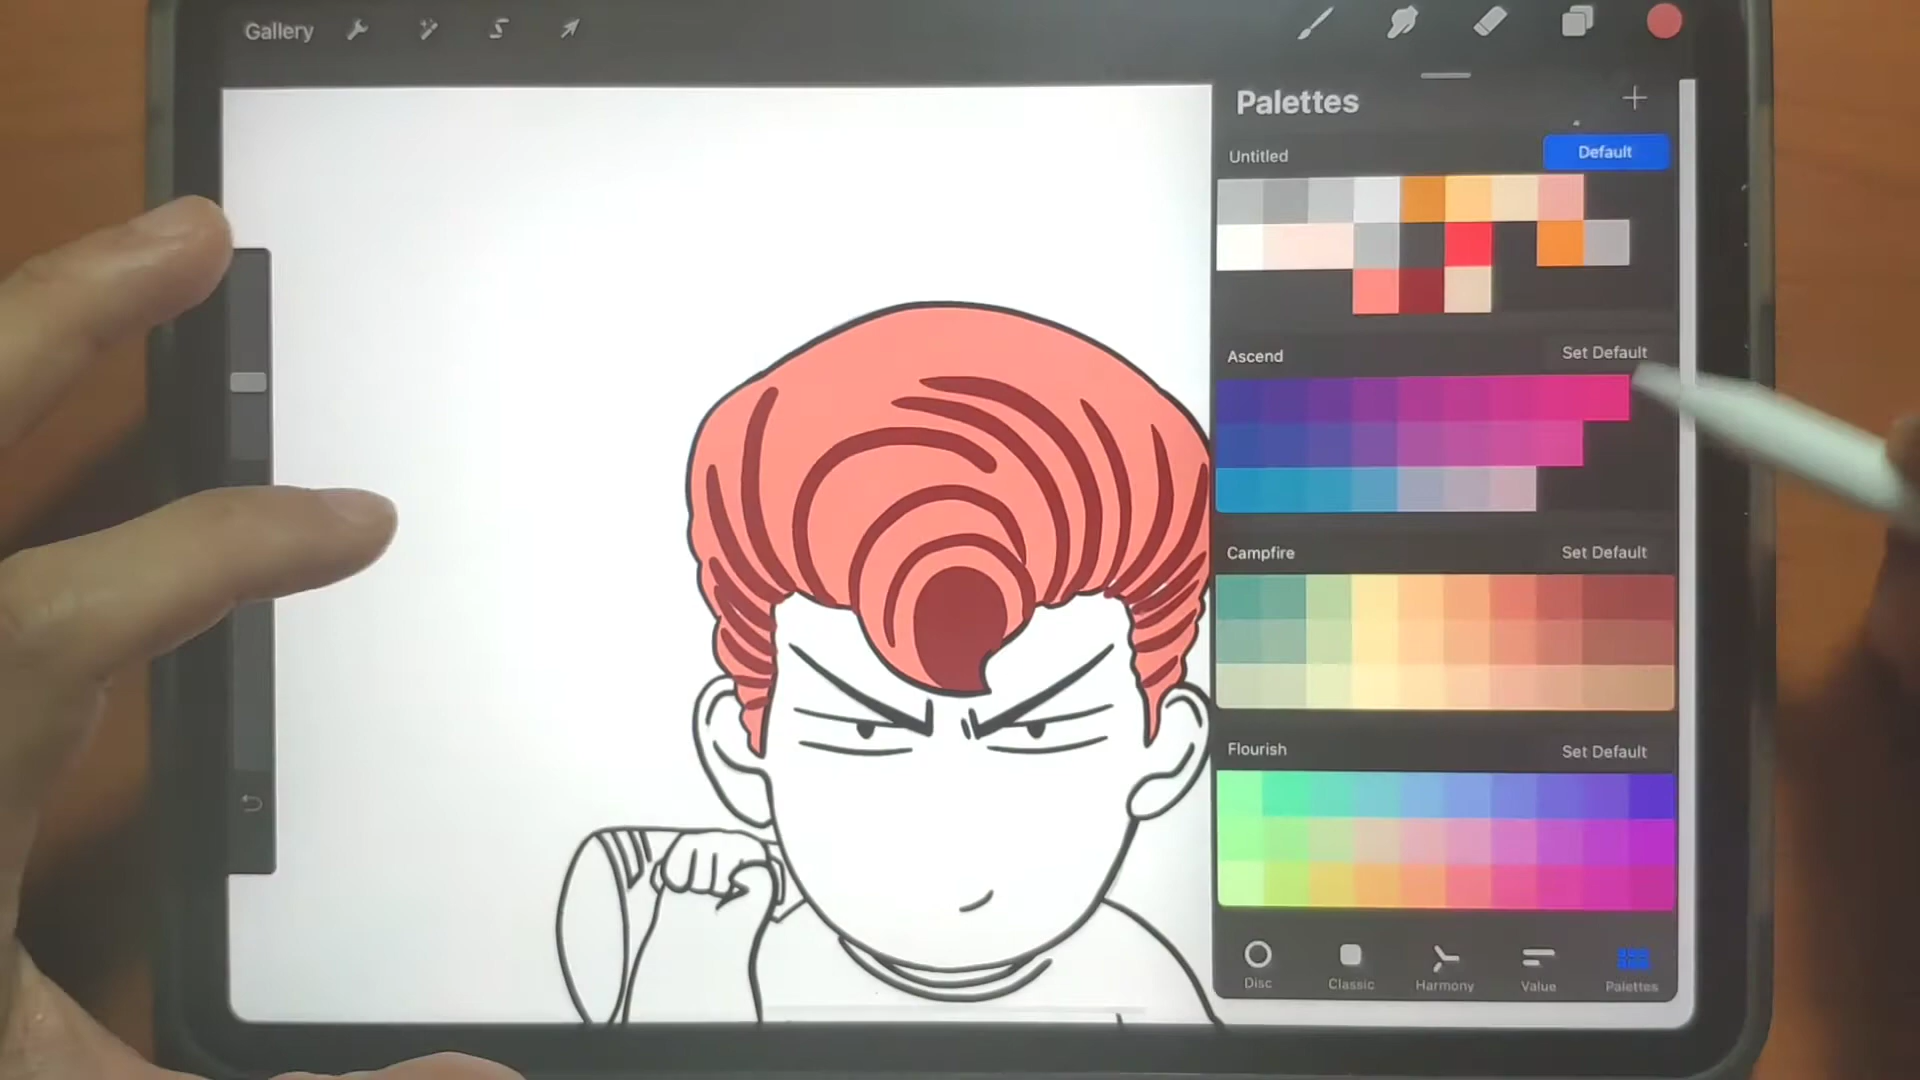 Gallery
Palettes
Untitled
Default
Ascend
Set Default
Campfire
Set Default
Flourish
Set Default
Disc
Classic
Harmony
Value
Palettes